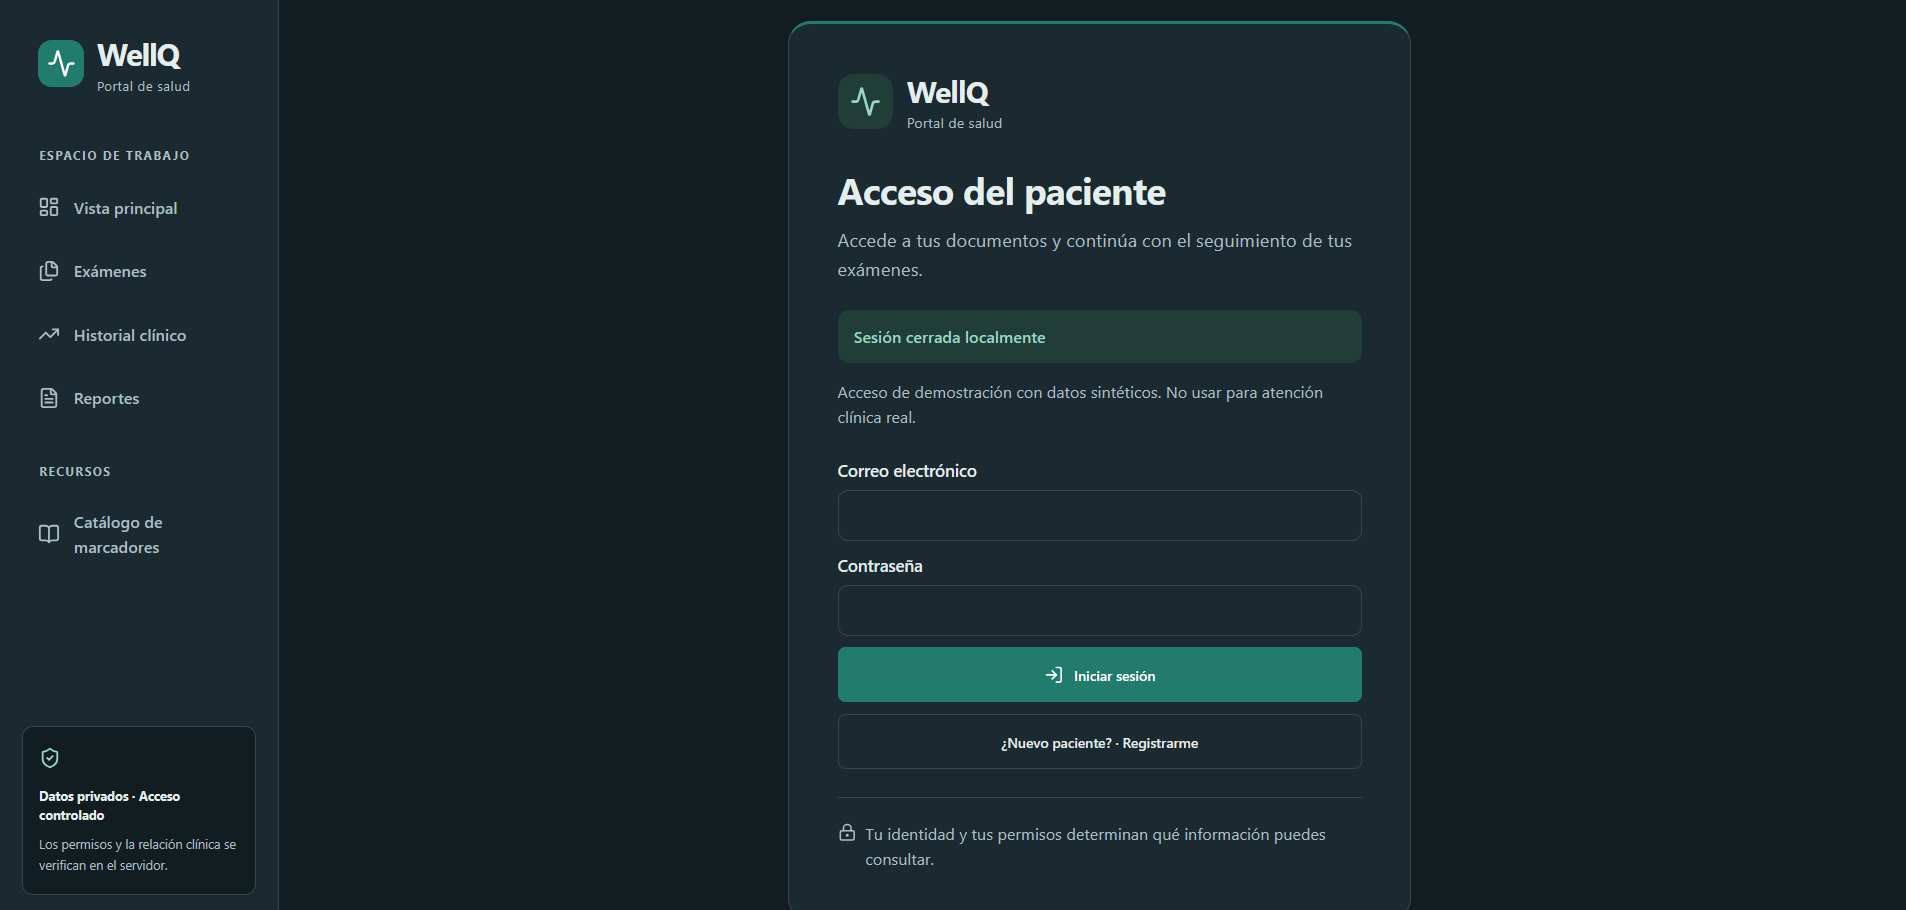 WellQ
Portal de salud
ESPACIO DE TRABAJO
Vista principal
Exámenes
Historial clínico
Reportes
RECURSOS
Catálogo de
marcadores
Datos privados · Acceso
controlado
Los permisos y la relación clínica se
verifican en el servidor.
WellQ
Portal de salud
Acceso del paciente
Accede a tus documentos y continúa con el seguimiento de tus
exámenes.
Sesión cerrada localmente
Acceso de demostración con datos sintéticos. No usar para atención
clínica real.
Correo electrónico
Contraseña
Iniciar sesión
¿Nuevo paciente? · Registrarme
Tu identidad y tus permisos determinan qué información puedes
consultar.